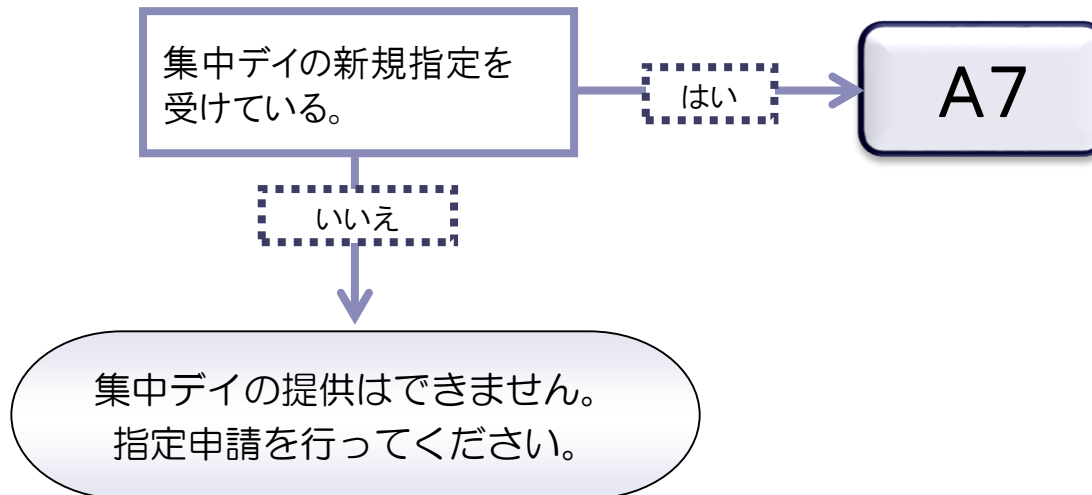 集中デイの新規指定を
受けている。
はい
A7
いいえ
集中デイの提供はできません。
指定申請を行ってください。